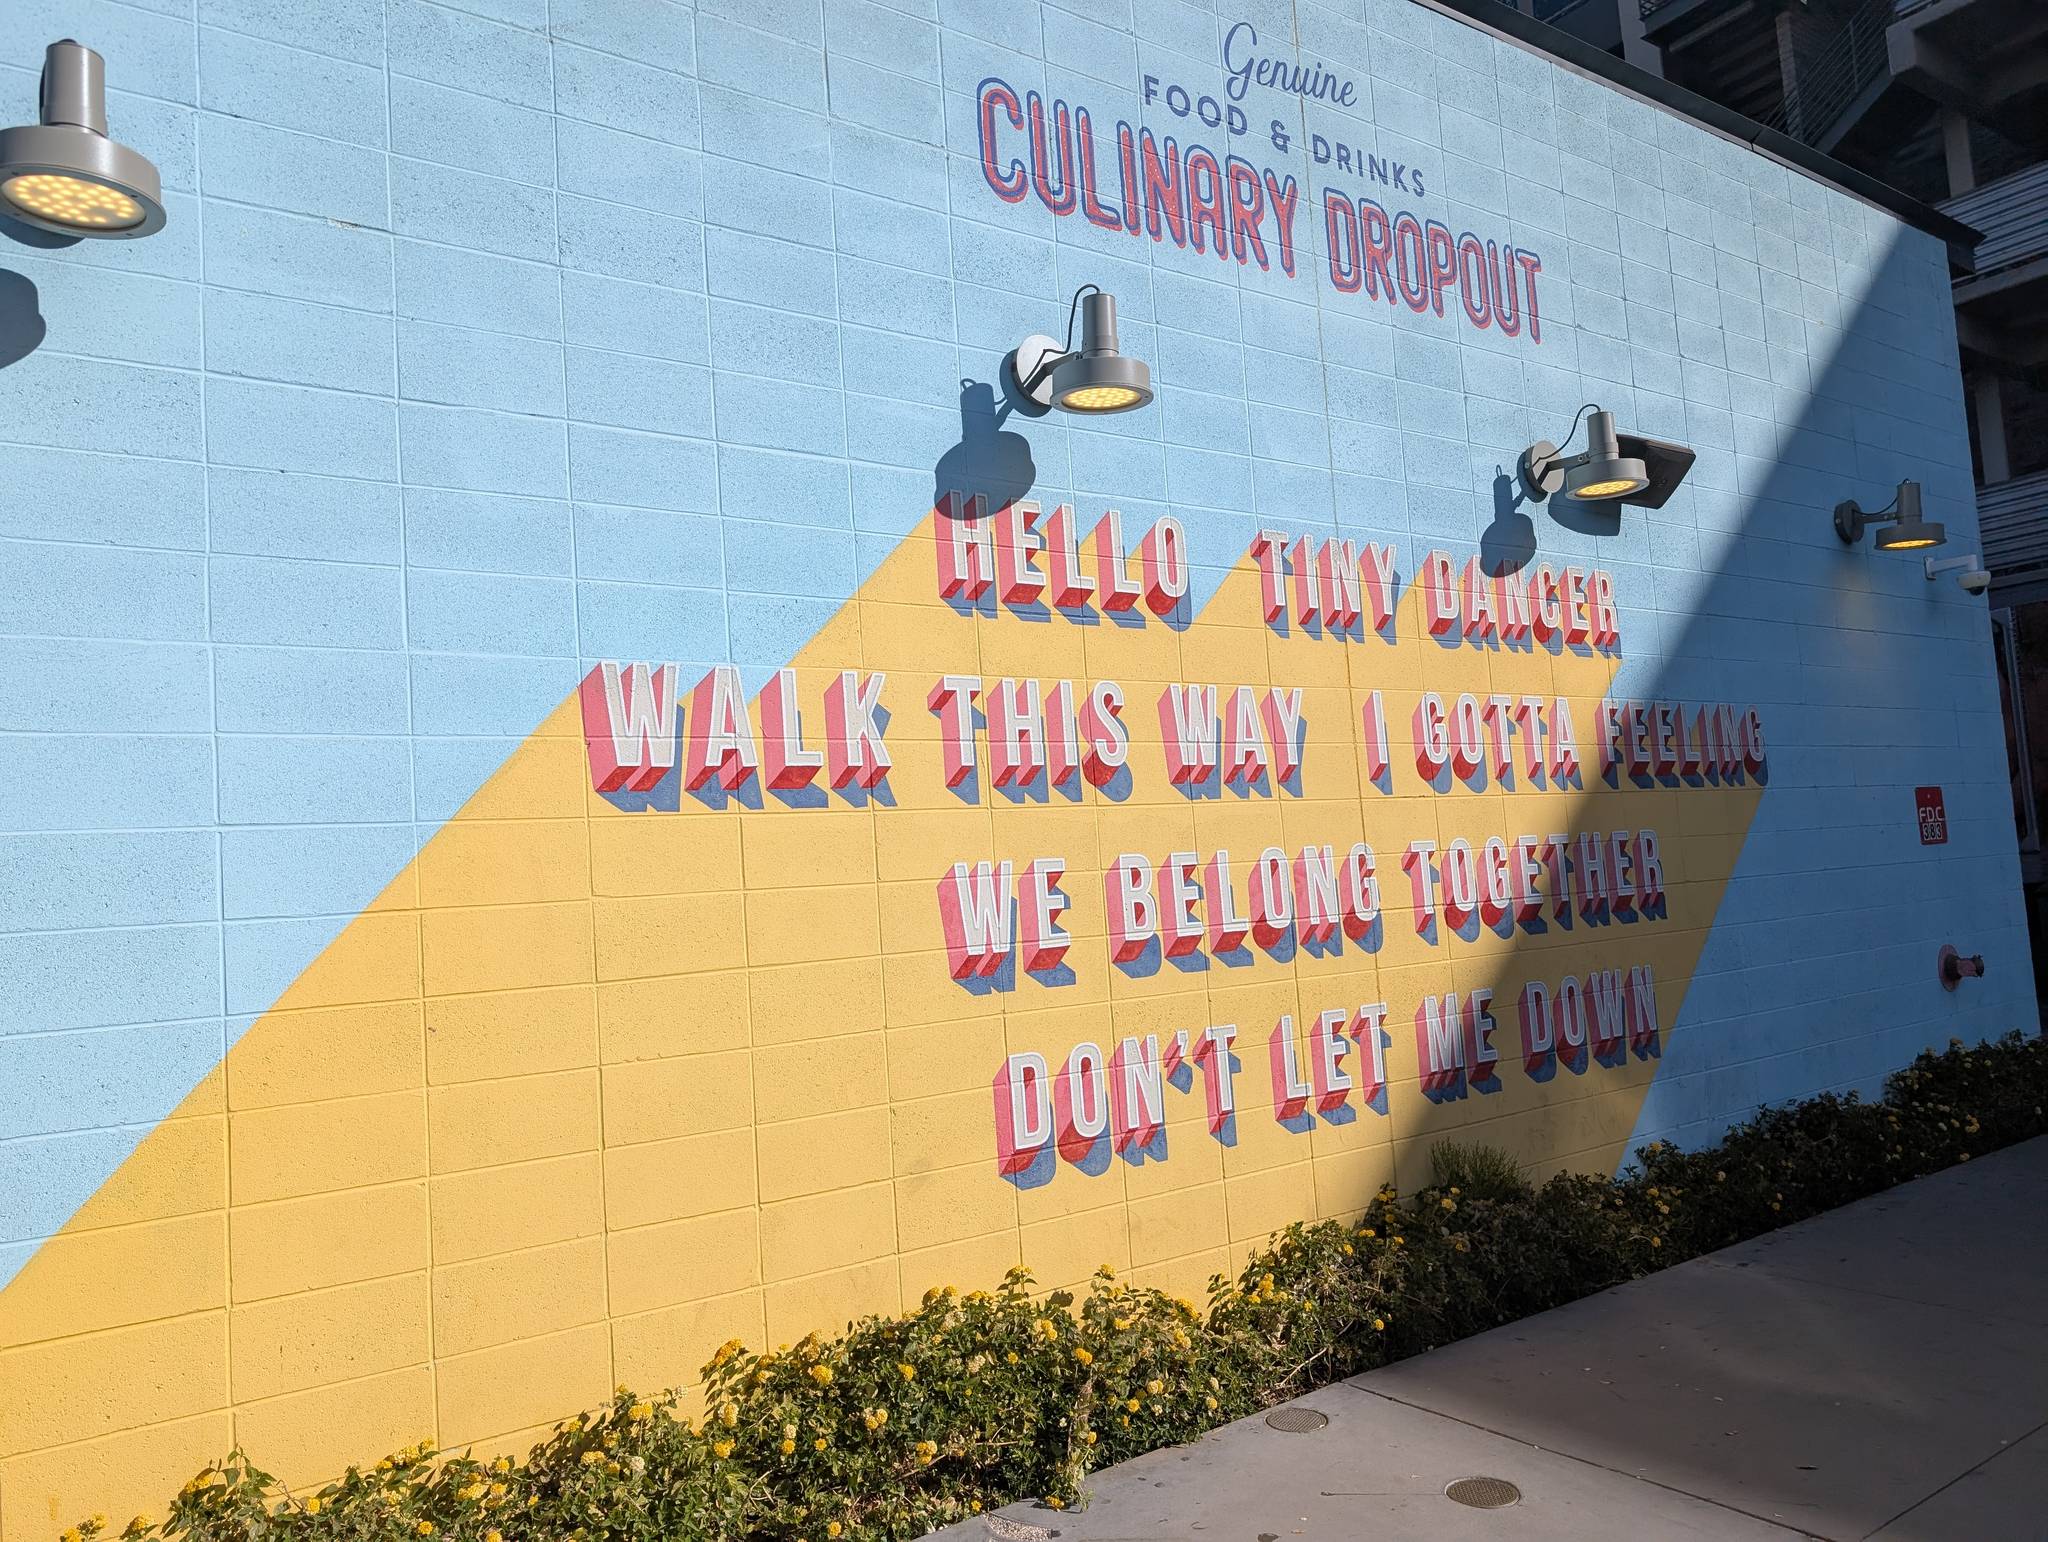 Genuine
FOOD & DRINKS
CULINARY DROPOUT
HELLO TINY DANCER
WALK THIS WAY I GOTTA FEELING
WE BELONG TOGETHER
DON'T LET ME DOWN
F.D.C
383